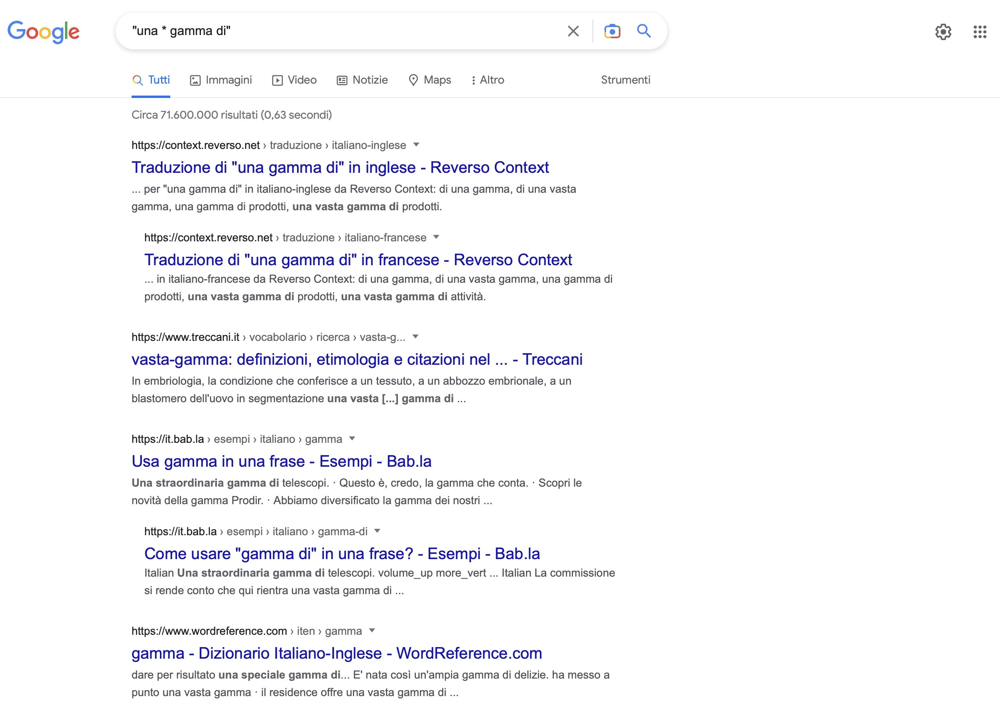 Google
"una * gamma di"
Tutti Immagini Video Notizie Maps Altro Strumenti
Circa 71.600.000 risultati (0,63 secondi)
https://context.reverso.net › traduzione › italiano-inglese
Traduzione di "una gamma di" in inglese - Reverso Context
... per "una gamma di" in italiano-inglese da Reverso Context: di una gamma, di una vasta
gamma, una gamma di prodotti, una vasta gamma di prodotti.
https://context.reverso.net › traduzione › italiano-francese
Traduzione di "una gamma di" in francese - Reverso Context
... in italiano-francese da Reverso Context: di una gamma, di una vasta gamma, una gamma di
prodotti, una vasta gamma di prodotti, una vasta gamma di attività.
https://www.treccani.it › vocabolario › ricerca › vasta-g...
vasta-gamma: definizioni, etimologia e citazioni nel ... - Treccani
In embriologia, la condizione che conferisce a un tessuto, a un abbozzo embrionale, a un
blastomero dell'uovo in segmentazione una vasta [...] gamma di ...
https://it.bab.la › esempi › italiano › gamma
Usa gamma in una frase - Esempi - Bab.la
Una straordinaria gamma di telescopi. · Questo è, credo, la gamma che conta. · Scopri le
novità della gamma Prodir. · Abbiamo diversificato la gamma dei nostri ...
https://it.bab.la › esempi › italiano › gamma-di
Come usare "gamma di" in una frase? - Esempi - Bab.la
Italian Una straordinaria gamma di telescopi. volume_up more_vert ... Italian La commissione
si rende conto che qui rientra una vasta gamma di ...
https://www.wordreference.com › iten › gamma
gamma - Dizionario Italiano-Inglese - WordReference.com
dare per risultato una speciale gamma di... E' nata così un'ampia gamma di delizie. ha messo a
punto una vasta gamma · il residence offre una vasta gamma di ...